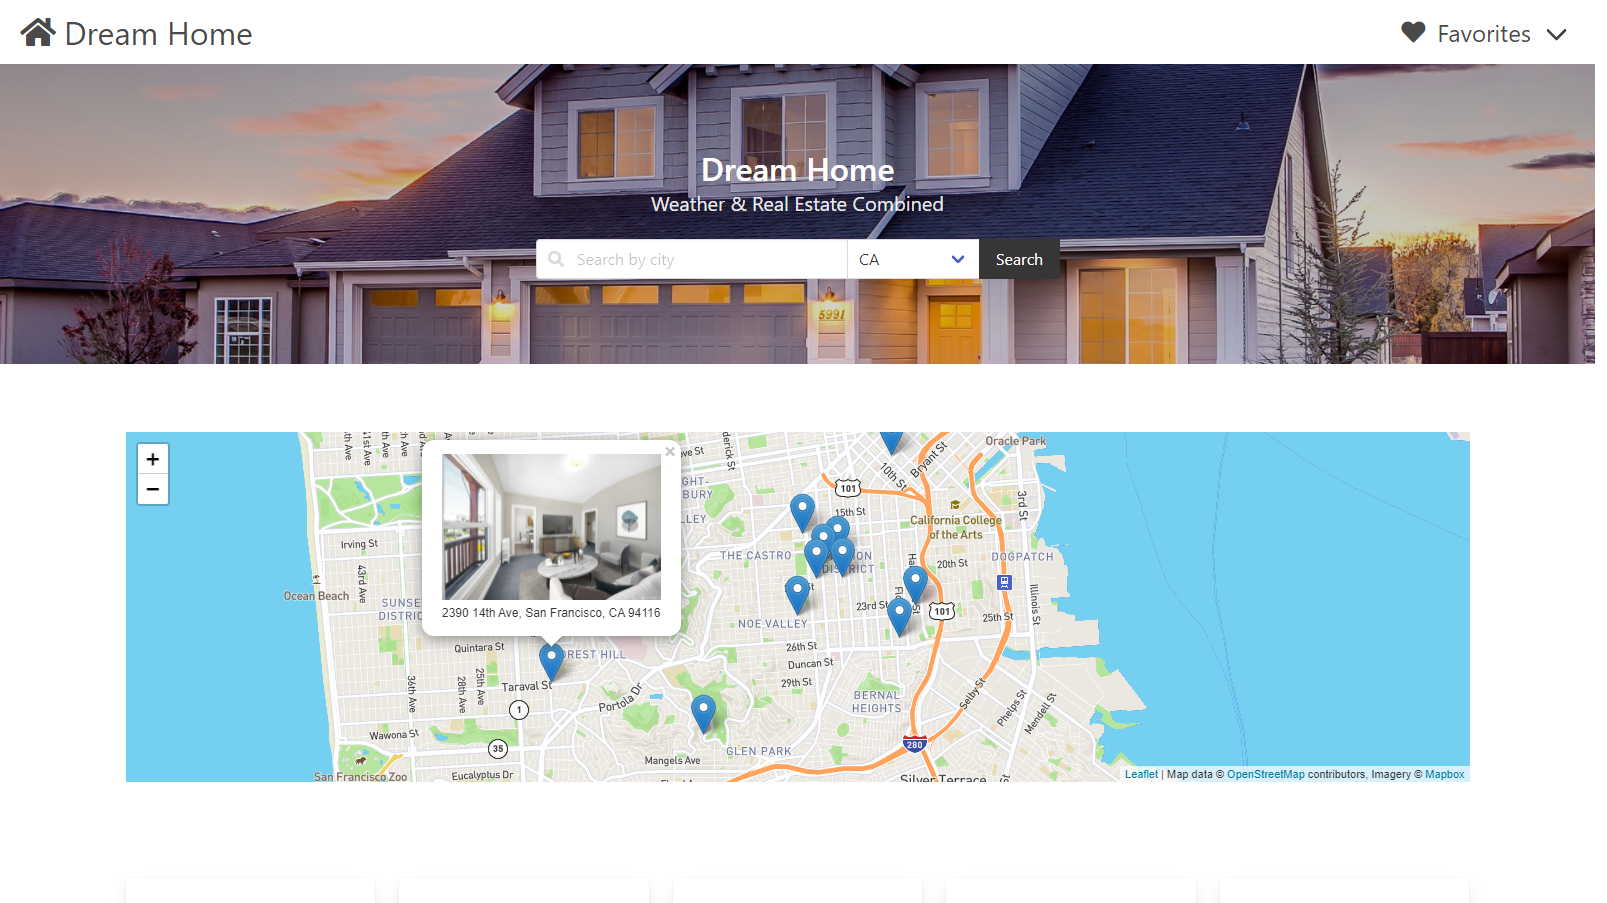 Dream Home
Favorites
Dream Home
Weather & Real Estate Combined
Search by city
CA
Search
5991
+
−
×
2390 14th Ave, San Francisco, CA 94116
41st Ave
Oracle Park
Bryant St
10th St
101
3rd St
15th St
California College
of the Arts
THE CASTRO
DOGPATCH
Irving St
43rd Ave
20th St
Illinois St
Ocean Beach
23rd St
101
25th St
NOE VALLEY
Quintara St
26th St
Duncan St
25th Ave
28th Ave
36th Ave
Taraval St
29th St
Portola Dr
BERNAL
HEIGHTS
Selby St
Phelps St
Mendell St
1
Wawona St
35
280
GLEN PARK
Mangels Ave
San Francisco Zoo
Eucalyptus Dr
Silver Terrace
Leaflet | Map data © OpenStreetMap contributors, Imagery © Mapbox